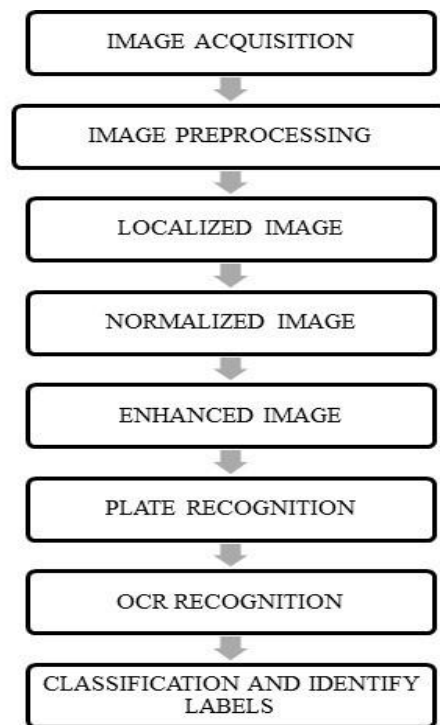 IMAGE ACQUISITION
IMAGE PREPROCESSING
LOCALIZED IMAGE
NORMALIZED IMAGE
ENHANCED IMAGE
PLATE RECOGNITION
OCR RECOGNITION
CLASSIFICATION AND IDENTIFY
LABELS